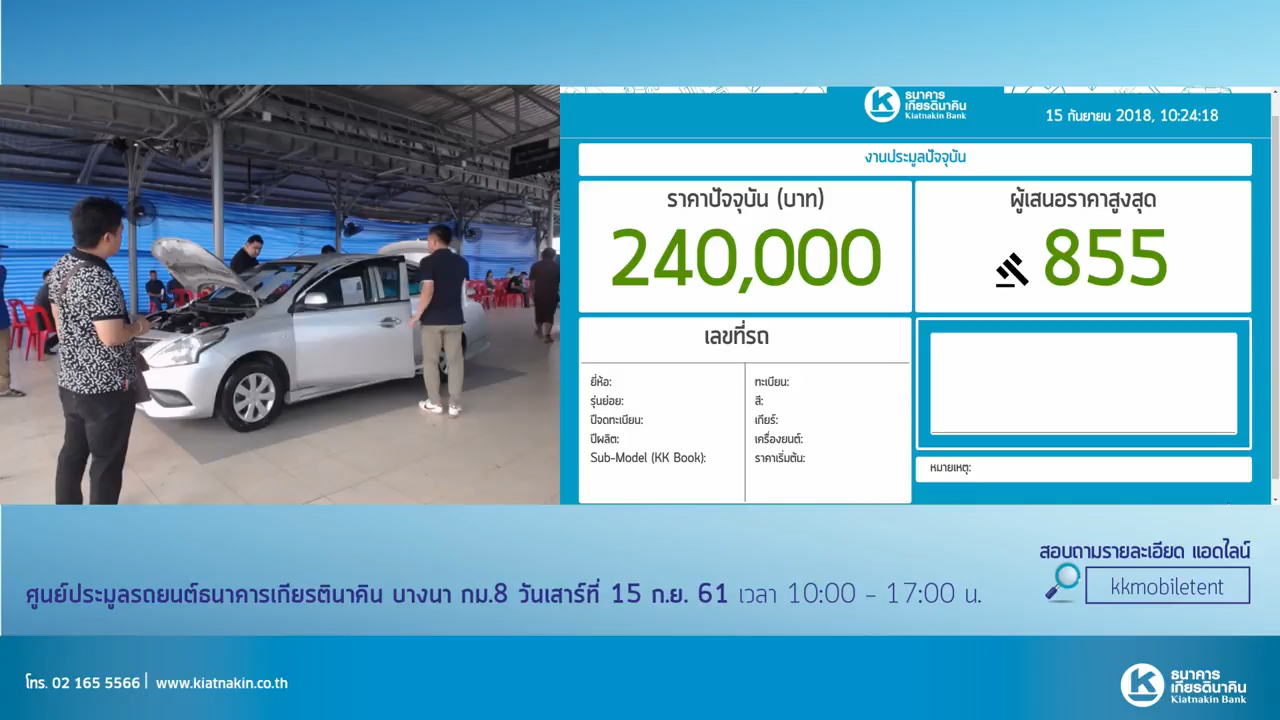 ธนาคาร
เกียรตินาคิน
Kiatnakin Bank
15 กันยายน 2018, 10:24:18
งานประมูลปัจจุบัน
ราคาปัจจุบัน (บาท)
240,000
ผู้เสนอราคาสูงสุด
855
เลขที่รถ
ยี่ห้อ:
รุ่นย่อย:
ปีจดทะเบียน:
ปีผลิต:
Sub-Model (KK Book):
ทะเบียน:
สี:
เกียร์:
เครื่องยนต์:
ราคาเริ่มต้น:
หมายเหตุ:
สอบถามรายละเอียด แอดไลน์
kkmobiletent
ศูนย์ประมูลรถยนต์ธนาคารเกียรตินาคิน บางนา กม.8 วันเสาร์ที่ 15 ก.ย. 61 เวลา 10:00 - 17:00 น.
โทร. 02 165 5566 | www.kiatnakin.co.th
ธนาคาร
เกียรตินาคิน
Kiatnakin Bank